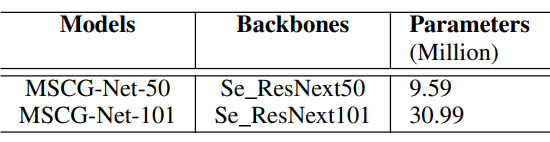 Models Backbones Parameters
(Million)
MSCG-Net-50 Se_ResNext50 9.59
MSCG-Net-101 Se_ResNext101 30.99